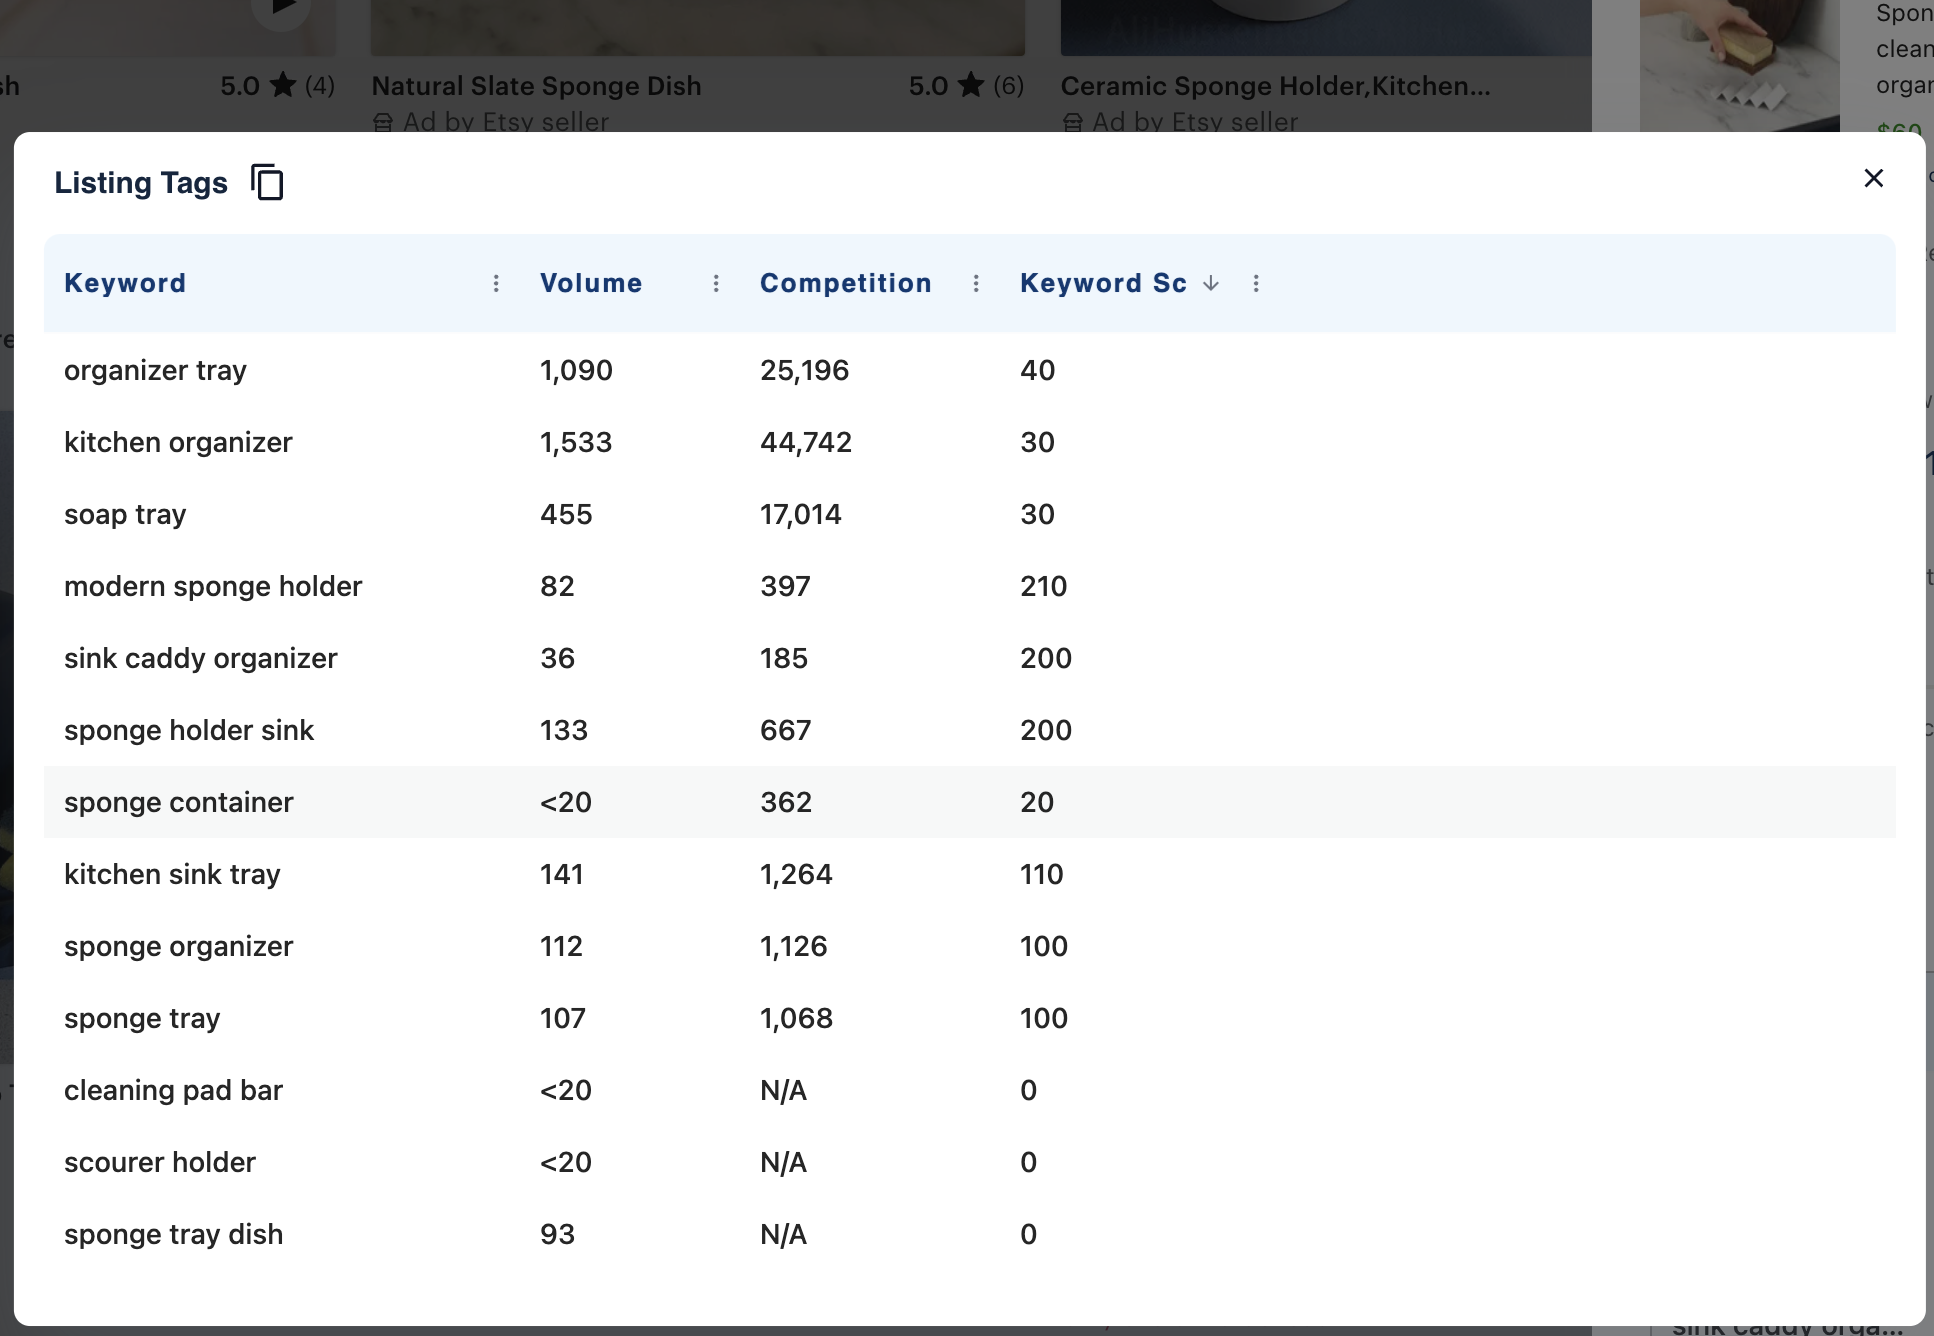 5.0 ★ (4)
Natural Slate Sponge Dish
5.0 ★ (6)
Ceramic Sponge Holder,Kitchen...
Ad by Etsy seller
Ad by Etsy seller
Listing Tags
Keyword Volume Competition Keyword Sc
organizer tray 1,090 25,196 40
kitchen organizer 1,533 44,742 30
soap tray 455 17,014 30
modern sponge holder 82 397 210
sink caddy organizer 36 185 200
sponge holder sink 133 667 200
sponge container <20 362 20
kitchen sink tray 141 1,264 110
sponge organizer 112 1,126 100
sponge tray 107 1,068 100
cleaning pad bar <20 N/A 0
scourer holder <20 N/A 0
sponge tray dish 93 N/A 0